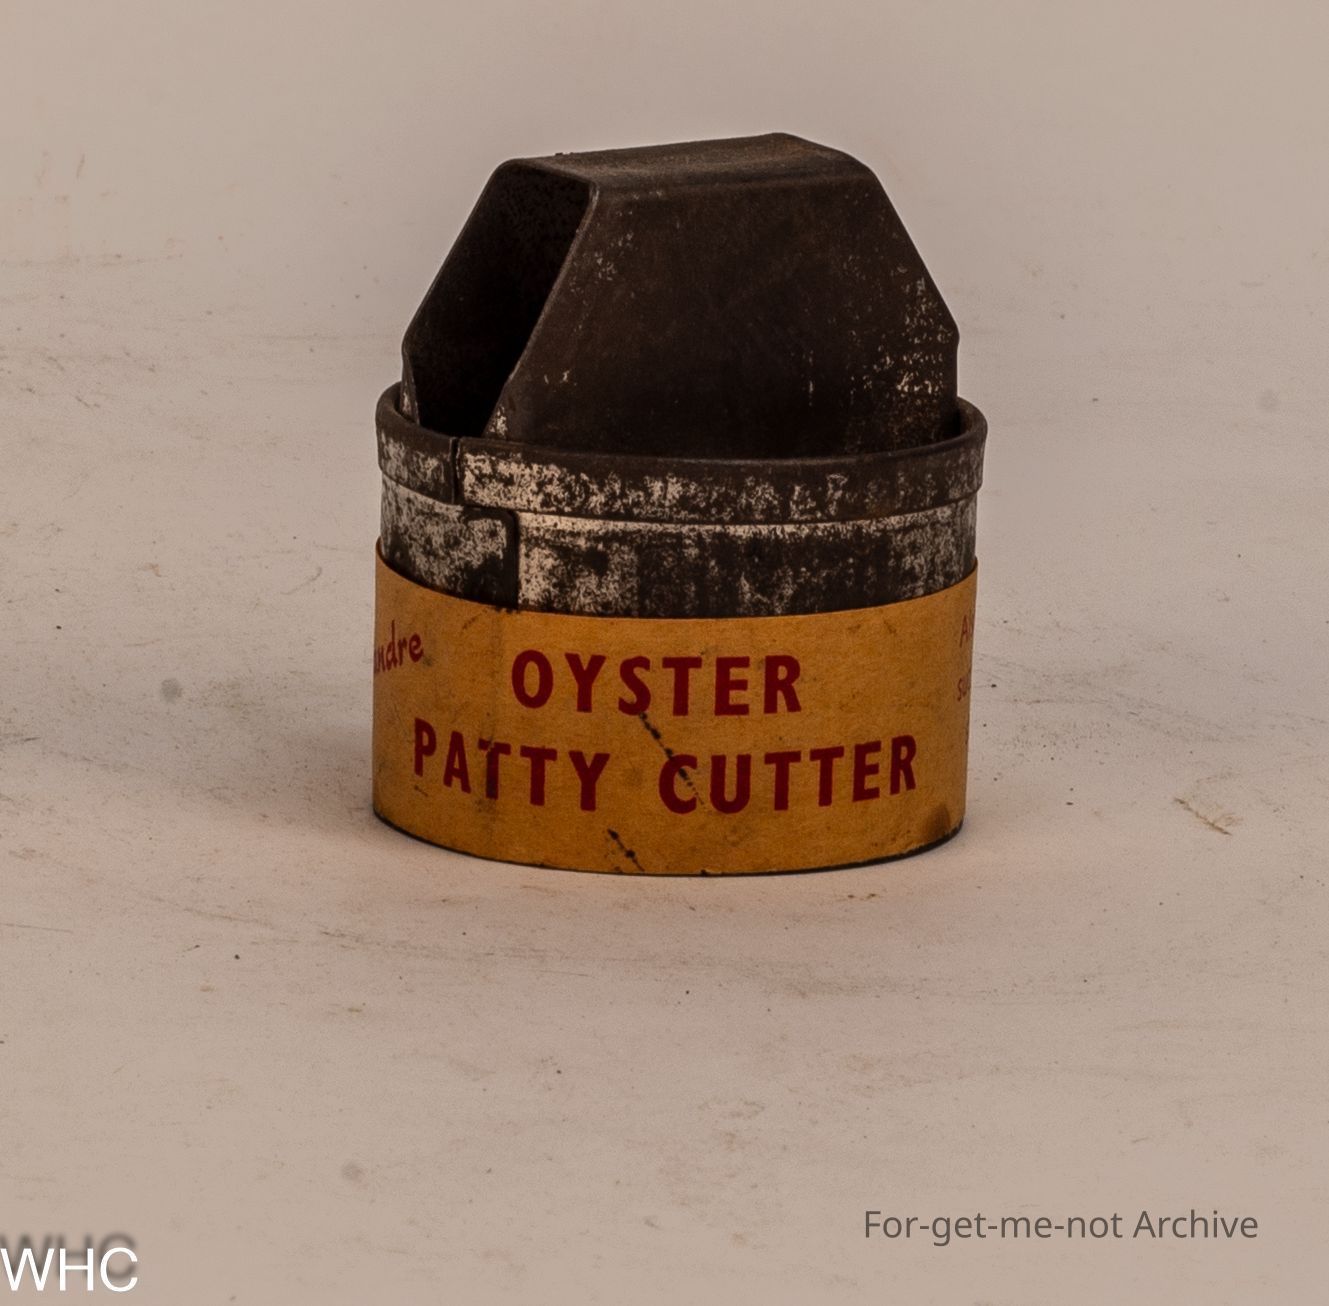 OYSTER
PATTY CUTTER
For-get-me-not Archive
WHC